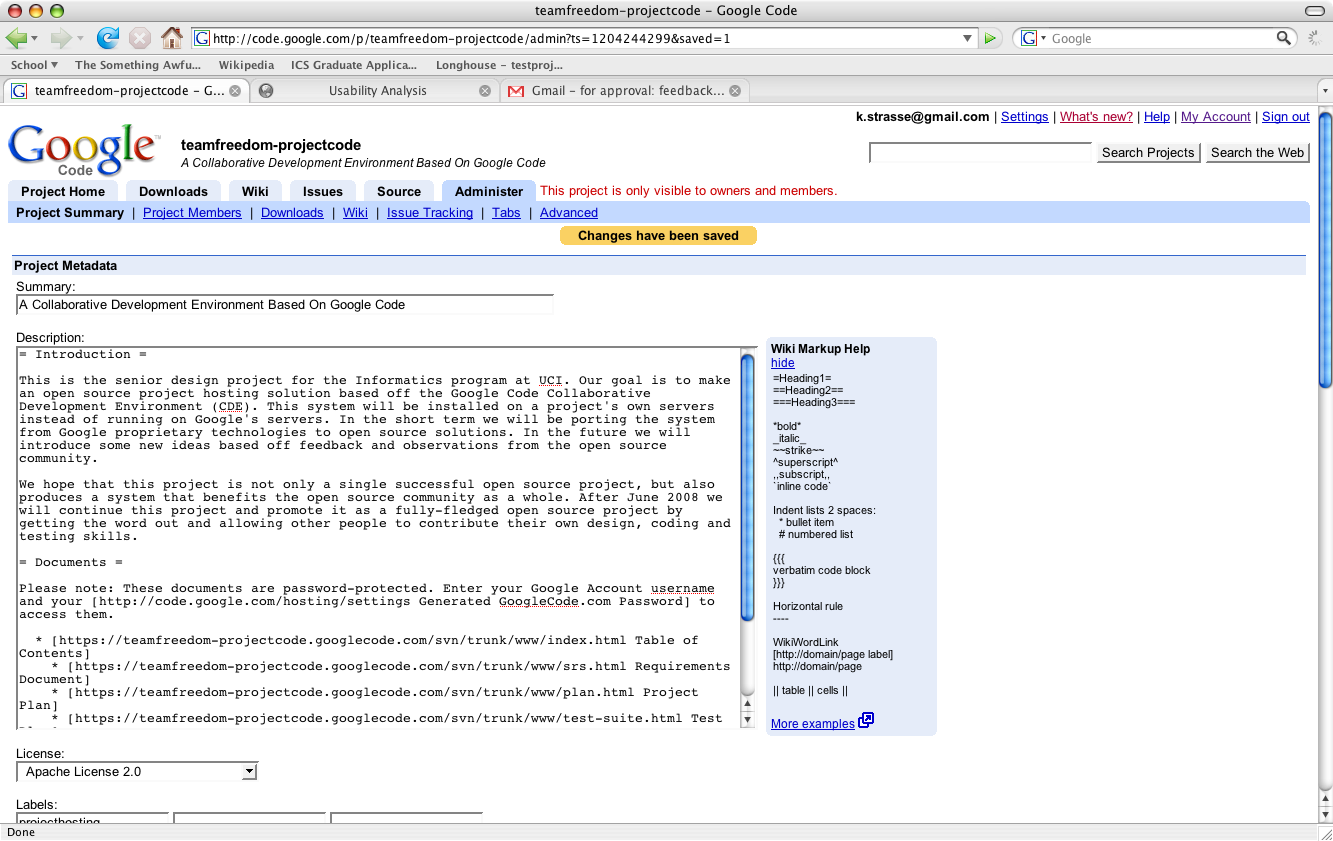 teamfreedom-projectcode – Google Code
http://code.google.com/p/teamfreedom-projectcode/admin?ts=1204244299&saved=1
Google
School
The Something Awfu...
Wikipedia
ICS Graduate Applica...
Longhouse – testproj...
teamfreedom-projectcode – G...
Usability Analysis
Gmail – for approval: feedback...
k.strasse@gmail.com | Settings | What's new? | Help | My Account | Sign out
Google™
Code
teamfreedom-projectcode
A Collaborative Development Environment Based On Google Code
Search Projects
Search the Web
Project Home
Downloads
Wiki
Issues
Source
Administer
This project is only visible to owners and members.
Project Summary | Project Members | Downloads | Wiki | Issue Tracking | Tabs | Advanced
Changes have been saved
Project Metadata
Summary:
A Collaborative Development Environment Based On Google Code
Description:
= Introduction =
This is the senior design project for the Informatics program at UCI. Our goal is to make
an open source project hosting solution based off the Google Code Collaborative
Development Environment (CDE). This system will be installed on a project's own servers
instead of running on Google's servers. In the short term we will be porting the system
from Google proprietary technologies to open source solutions. In the future we will
introduce some new ideas based off feedback and observations from the open source
community.
We hope that this project is not only a single successful open source project, but also
produces a system that benefits the open source community as a whole. After June 2008 we
will continue this project and promote it as a fully-fledged open source project by
getting the word out and allowing other people to contribute their own design, coding and
testing skills.
= Documents =
Please note: These documents are password-protected. Enter your Google Account username
and your [http://code.google.com/hosting/settings Generated GoogleCode.com Password] to
access them.
* [https://teamfreedom-projectcode.googlecode.com/svn/trunk/www/index.html Table of
Contents]
* [https://teamfreedom-projectcode.googlecode.com/svn/trunk/www/srs.html Requirements
Document]
* [https://teamfreedom-projectcode.googlecode.com/svn/trunk/www/plan.html Project
Plan]
* [https://teamfreedom-projectcode.googlecode.com/svn/trunk/www/test-suite.html Test
Wiki Markup Help
hide
=Heading1=
==Heading2==
===Heading3===
*bold*
_italic_
~~strike~~
^superscript^
,,subscript,,
`inline code`
Indent lists 2 spaces:
* bullet item
# numbered list
{{{
verbatim code block
}}}
Horizontal rule
----
WikiWordLink
[http://domain/page label]
http://domain/page
|| table || cells ||
More examples
License:
Apache License 2.0
Labels:
projecthosting
Done